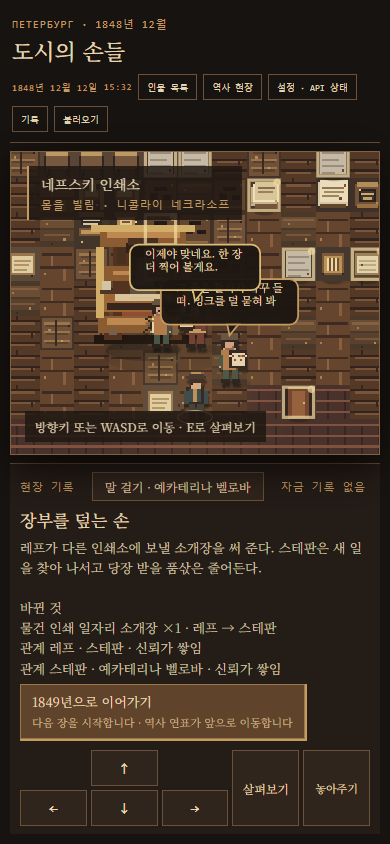 ПЕТЕРБУРГ · 1848년 12월
도시의 손들
1848년 12월 12일 15:32
인물 목록
역사 현장
설정 · API 상태
기록
불러오기
네프스키 인쇄소
몸을 빌림 · 니콜라이 네크라소프
이제야 맞네요. 한 장
더 찍어 볼게요.
자꾸 들
떠. 잉크를 덜 묻혀 봐
방향키 또는 WASD로 이동 · E로 살펴보기
현장 기록
말 걸기 · 예카테리나 벨로바
자금 기록 없음
장부를 덮는 손
레프가 다른 인쇄소에 보낼 소개장을 써 준다. 스테판은 새 일
을 찾아 나서고 당장 받을 품삯은 줄어든다.
바뀐 것
물건 인쇄 일자리 소개장 ×1 · 레프 → 스테판
관계 레프 · 스테판 · 신뢰가 쌓임
관계 스테판 · 예카테리나 벨로바 · 신뢰가 쌓임
1849년으로 이어가기
다음 장을 시작합니다 · 역사 연표가 앞으로 이동합니다
↑
살펴보기
놓아주기
← ↓ →